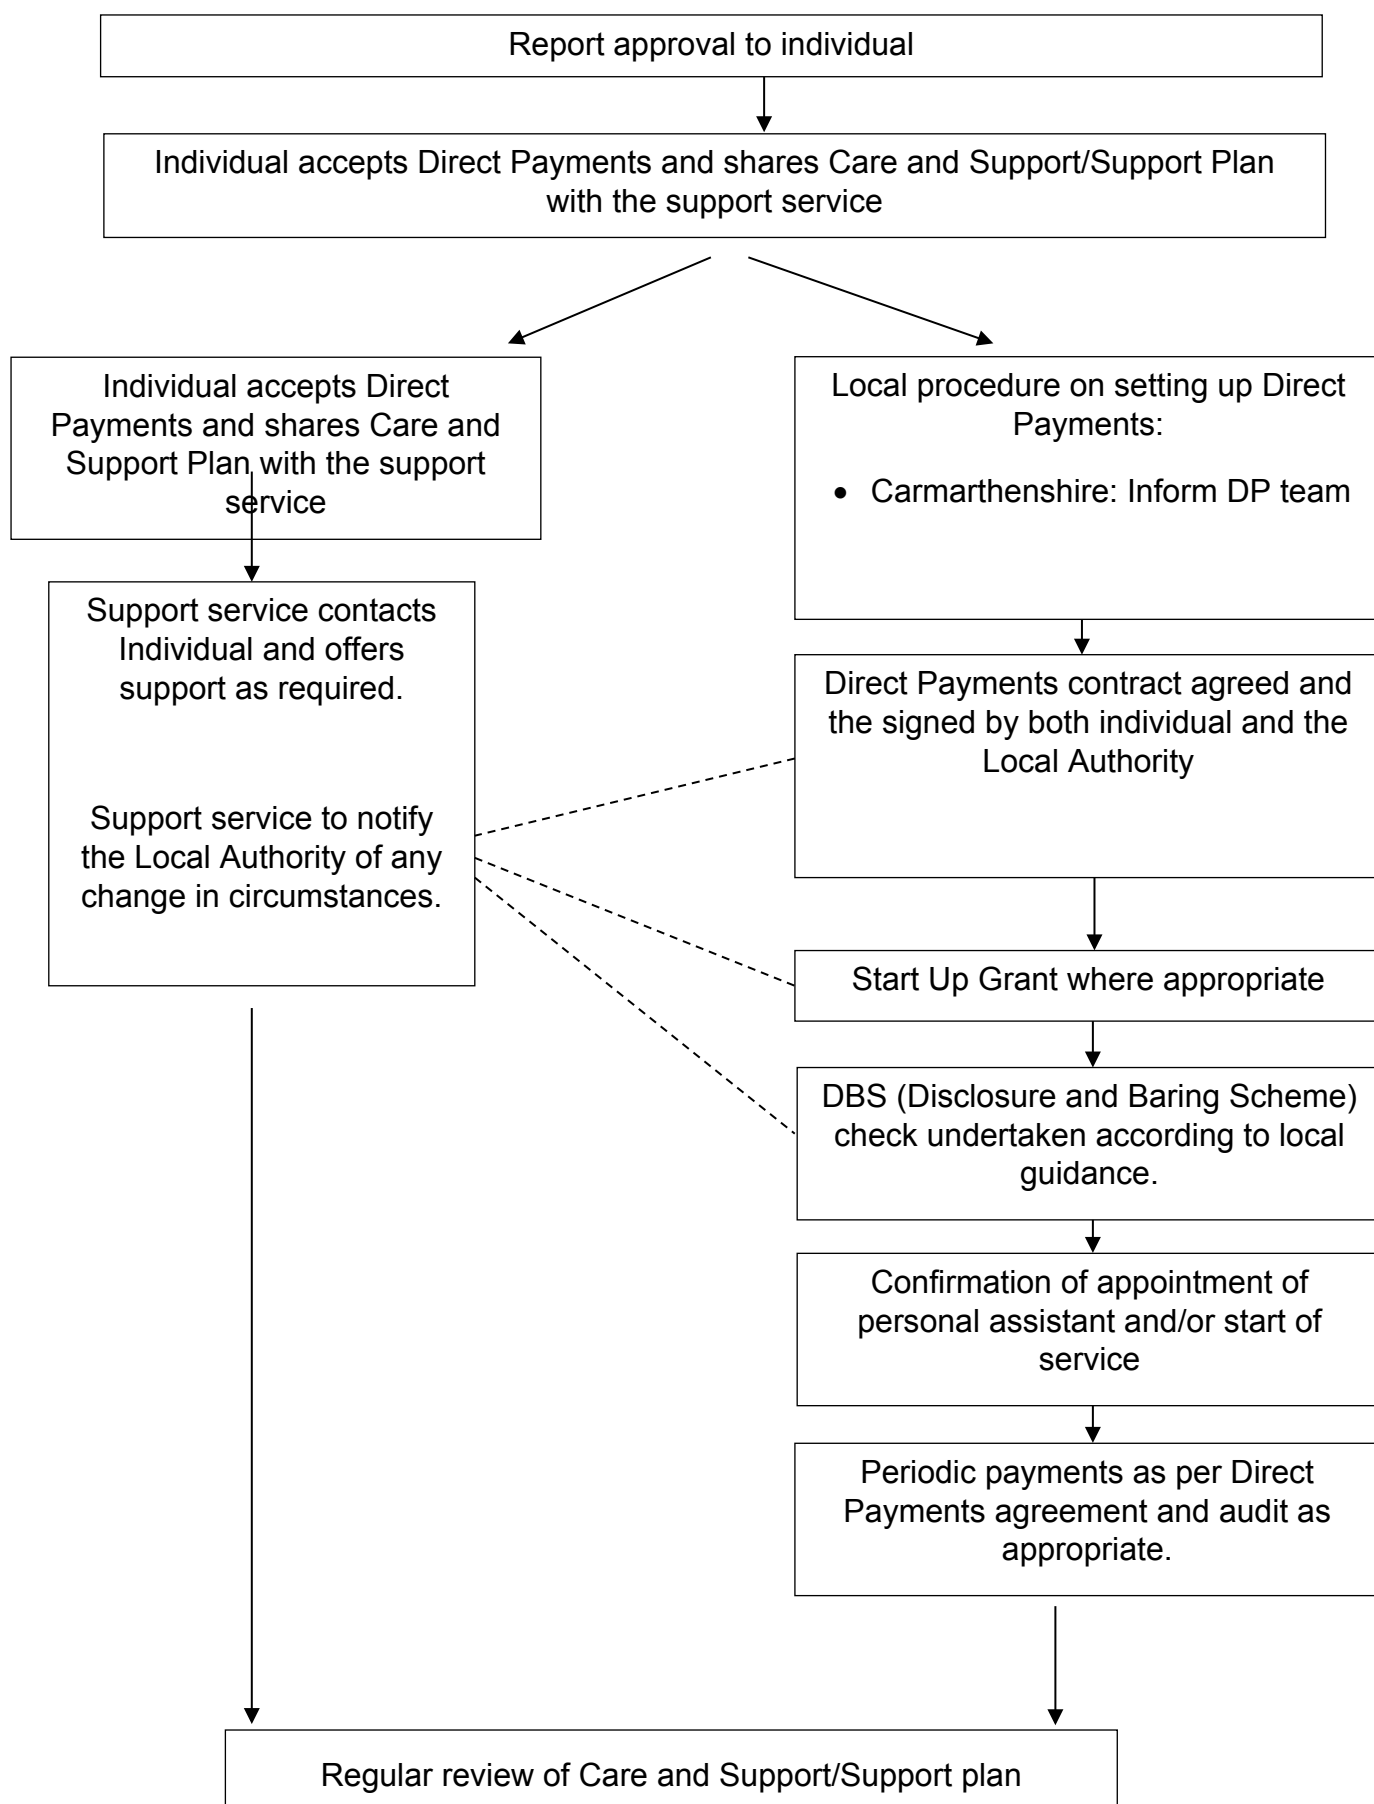 Report approval to individual
Individual accepts Direct Payments and shares Care and Support/Support Plan
with the support service
Individual accepts Direct
Payments and shares Care and
Support Plan with the support
service
Support service contacts
Individual and offers
support as required.
Support service to notify
the Local Authority of any
change in circumstances.
Local procedure on setting up Direct
Payments:
• Carmarthenshire: Inform DP team
Direct Payments contract agreed and
the signed by both individual and the
Local Authority
Start Up Grant where appropriate
DBS (Disclosure and Baring Scheme)
check undertaken according to local
guidance.
Confirmation of appointment of
personal assistant and/or start of
service
Periodic payments as per Direct
Payments agreement and audit as
appropriate.
Regular review of Care and Support/Support plan